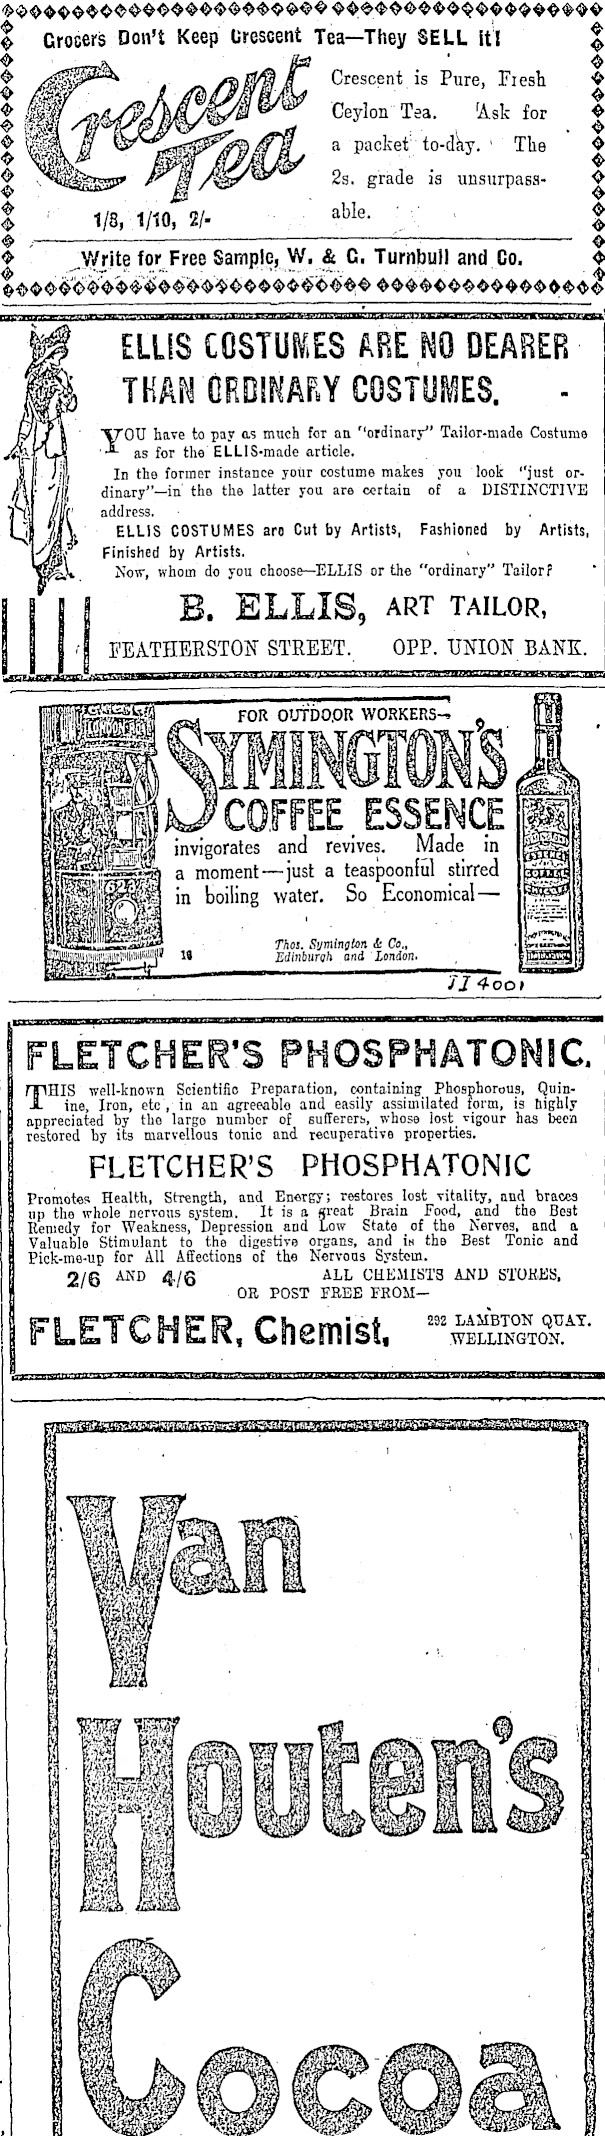 Grocers Don't Keep Crescent Tea—They SELL it!
Crescent
Tea
1/8, 1/10, 2/-
Crescent is Pure, Fresh
Ceylon Tea. Ask for
a packet to-day. The
2s. grade is unsurpass-
able.
Write for Free Sample, W. & G. Turnbull and Co.
ELLIS COSTUMES ARE NO DEARER
THAN ORDINARY COSTUMES.
YOU have to pay as much for an "ordinary" Tailor-made Costume
as for the ELLIS-made article.
In the former instance your costume makes you look "just or-
dinary"—in the the latter you are certain of a DISTINCTIVE
address.
ELLIS COSTUMES are Cut by Artists, Fashioned by Artists,
Finished by Artists.
Now, whom do you choose—ELLIS or the "ordinary" Tailor?
B. ELLIS, ART TAILOR,
FEATHERSTON STREET. OPP. UNION BANK.
FOR OUTDOOR WORKERS—
SYMINGTON'S
COFFEE ESSENCE
invigorates and revives. Made in
a moment—just a teaspoonful stirred
in boiling water. So Economical—
623
16
Thos. Symington & Co.,
Edinburgh and London.
JI 4001
FLETCHER'S PHOSPHATONIC.
THIS well-known Scientific Preparation, containing Phosphorous, Quin-
ine, Iron, etc, in an agreeable and easily assimilated form, is highly
appreciated by the large number of sufferers, whose lost vigour has been
restored by its marvellous tonic and recuperative properties.
FLETCHER'S PHOSPHATONIC
Promotes Health, Strength, and Energy; restores lost vitality, and braces
up the whole nervous system. It is a great Brain Food, and the Best
Remedy for Weakness, Depression and Low State of the Nerves, and a
Valuable Stimulant to the digestive organs, and is the Best Tonic and
Pick-me-up for All Affections of the Nervous System.
2/6 AND 4/6 ALL CHEMISTS AND STORES,
OR POST FREE FROM—
FLETCHER, Chemist, 292 LAMBTON QUAY.
WELLINGTON.
Van
Houten's
Cocoa